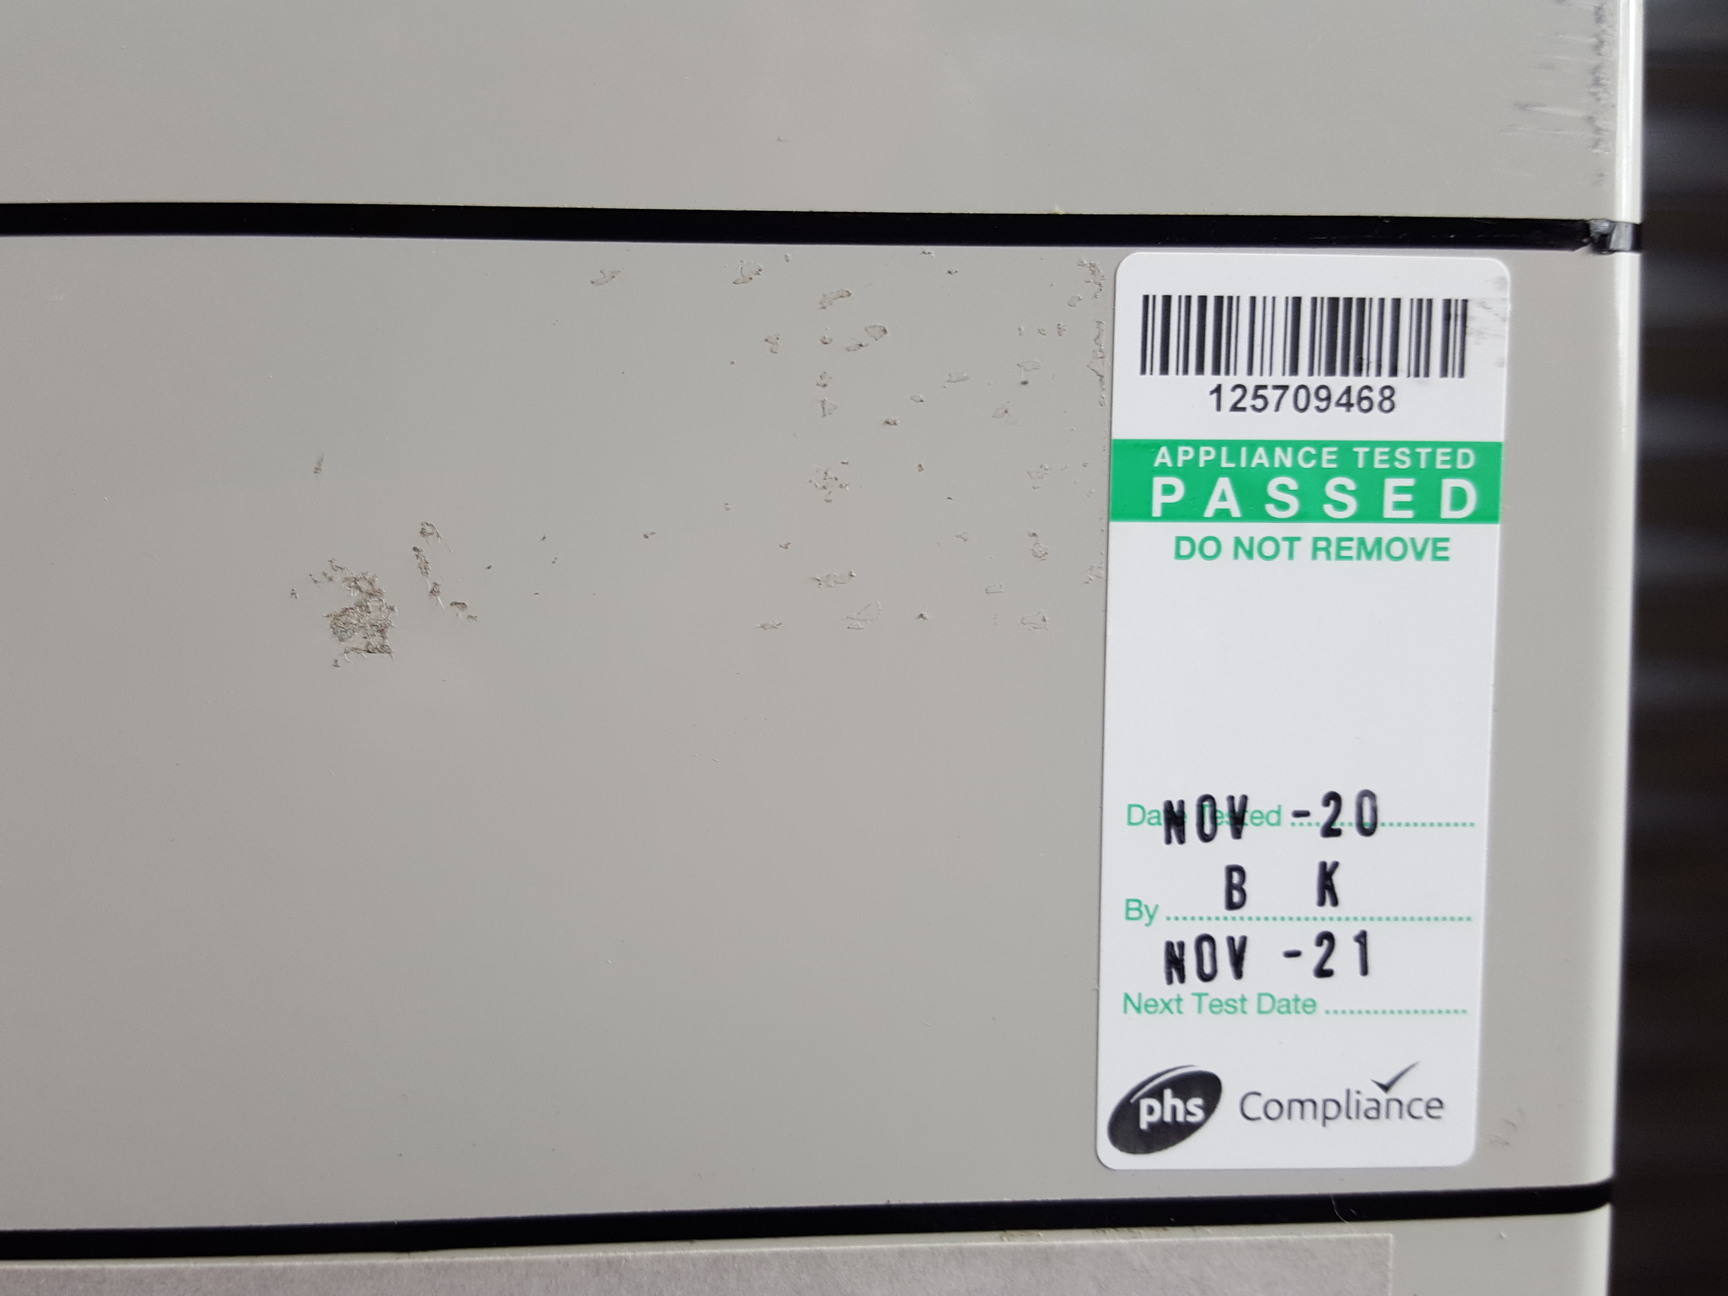 125709468
APPLIANCE TESTED
PASSED
DO NOT REMOVE
Date Tested NOV -20
By B K
NOV -21
Next Test Date
phs Compliance